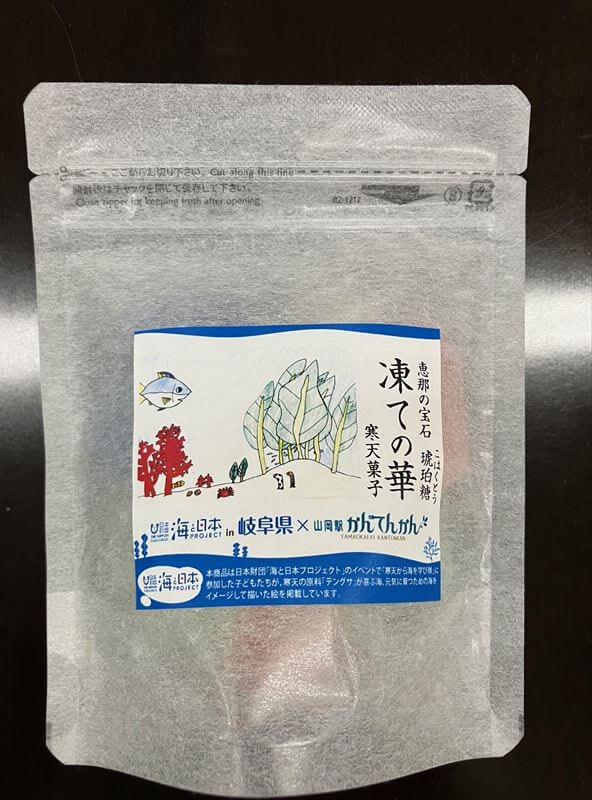 ここからお切り下さい。Cut along this line
開封後はチャックを閉じて保存して下さい。
Close zipper for keeping fresh after opening.
BZ-1212
恵那の宝石 琥珀糖
こはくとう
凍ての華
寒天菓子
海と日本
PROJECT
in 岐阜県×山岡駅かんてんかん
YAMAOKAEKI KANTENKAN
海と日本
PROJECT
本商品は日本財団「海と日本プロジェクト」のイベントで「寒天から海を学び隊」に
参加した子どもたちが、寒天の原料「テングサ」が喜ぶ海、元気に育つための海を
イメージして描いた絵を掲載しています。